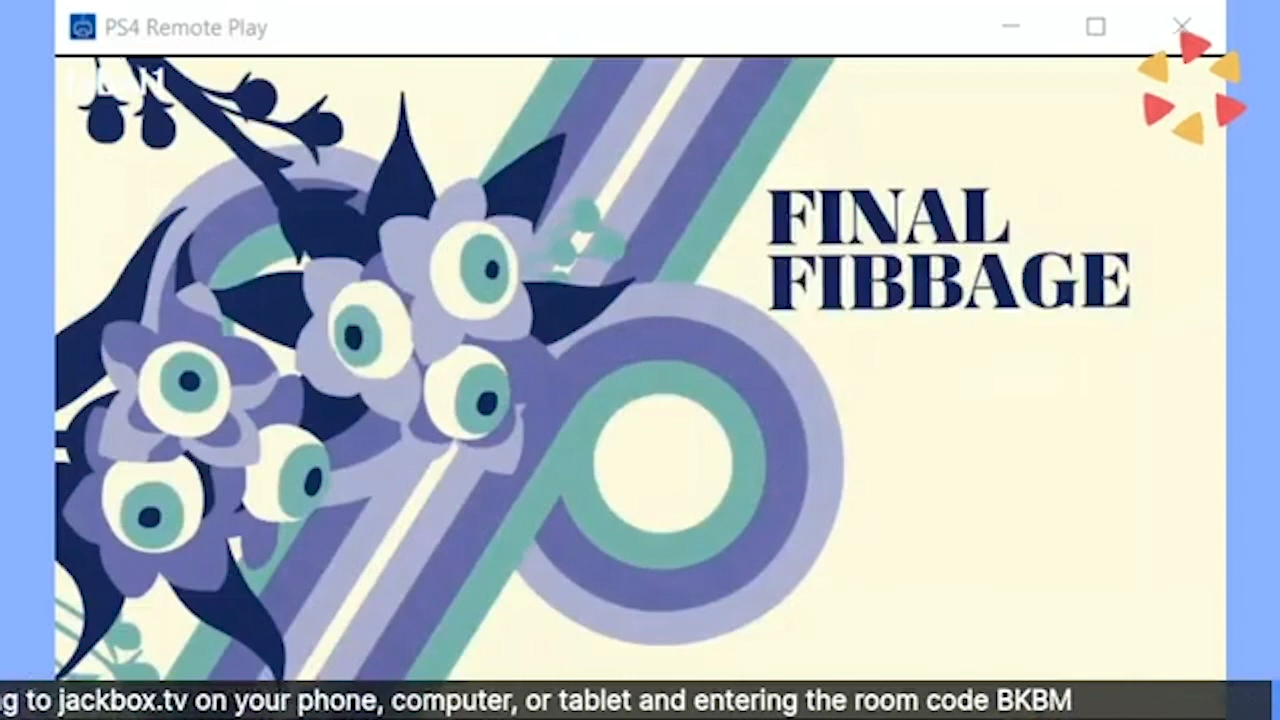 PS4 Remote Play
FINAL
FIBBAGE
g to jackbox.tv on your phone, computer, or tablet and entering the room code BKBM